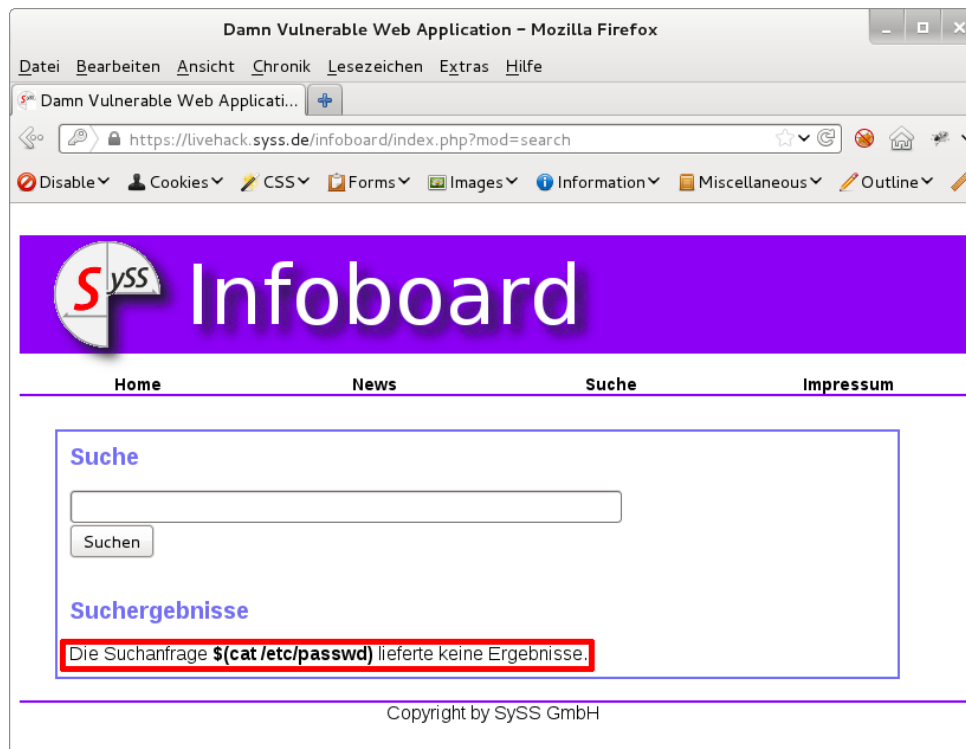 Damn Vulnerable Web Application – Mozilla Firefox
Datei Bearbeiten Ansicht Chronik Lesezeichen Extras Hilfe
Damn Vulnerable Web Applicati...
https://livehack.syss.de/infoboard/index.php?mod=search
Disable Cookies CSS Forms Images Information Miscellaneous Outline
SySS Infoboard
Home News Suche Impressum
Suche
Suchen
Suchergebnisse
Die Suchanfrage $(cat /etc/passwd) lieferte keine Ergebnisse.
Copyright by SySS GmbH